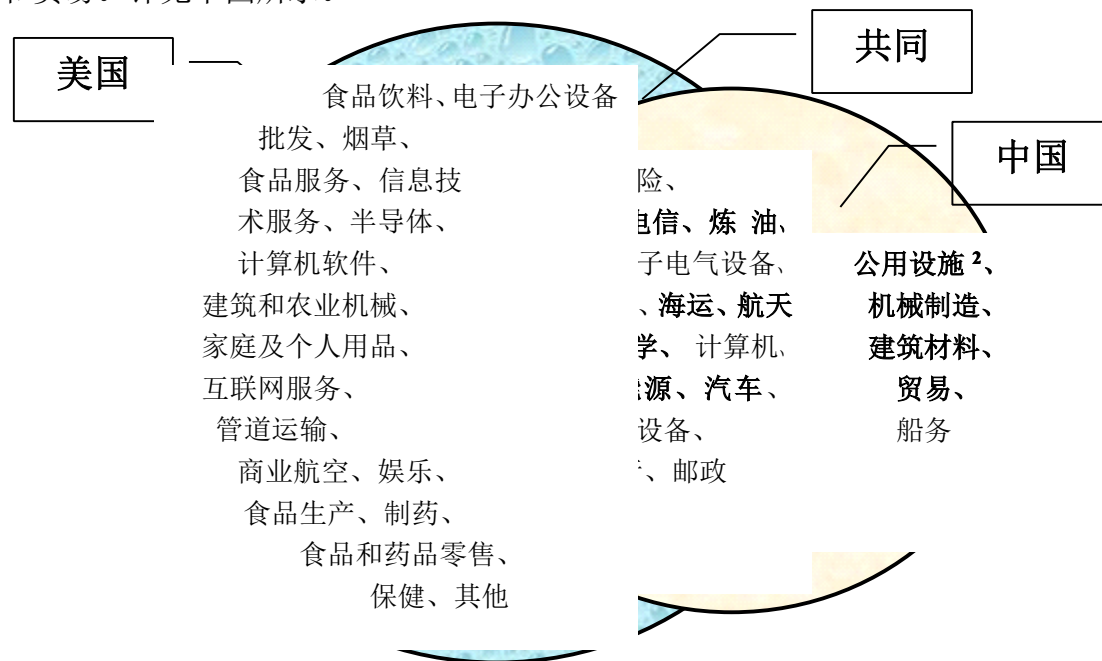 美国
共同
中国
食品饮料、电子办公设备
批发、烟草、
食品服务、信息技
术服务、半导体、
计算机软件、
建筑和农业机械、
家庭及个人用品、
互联网服务、
管道运输、
商业航空、娱乐、
食品生产、制药、
食品和药品零售、
保健、其他
险、
电信、炼 油、
子电气设备、
、海运、航天
学、 计算机、
源、汽车、
设备、
、邮政
公用设施²、
机械制造、
建筑材料、
贸易、
船务